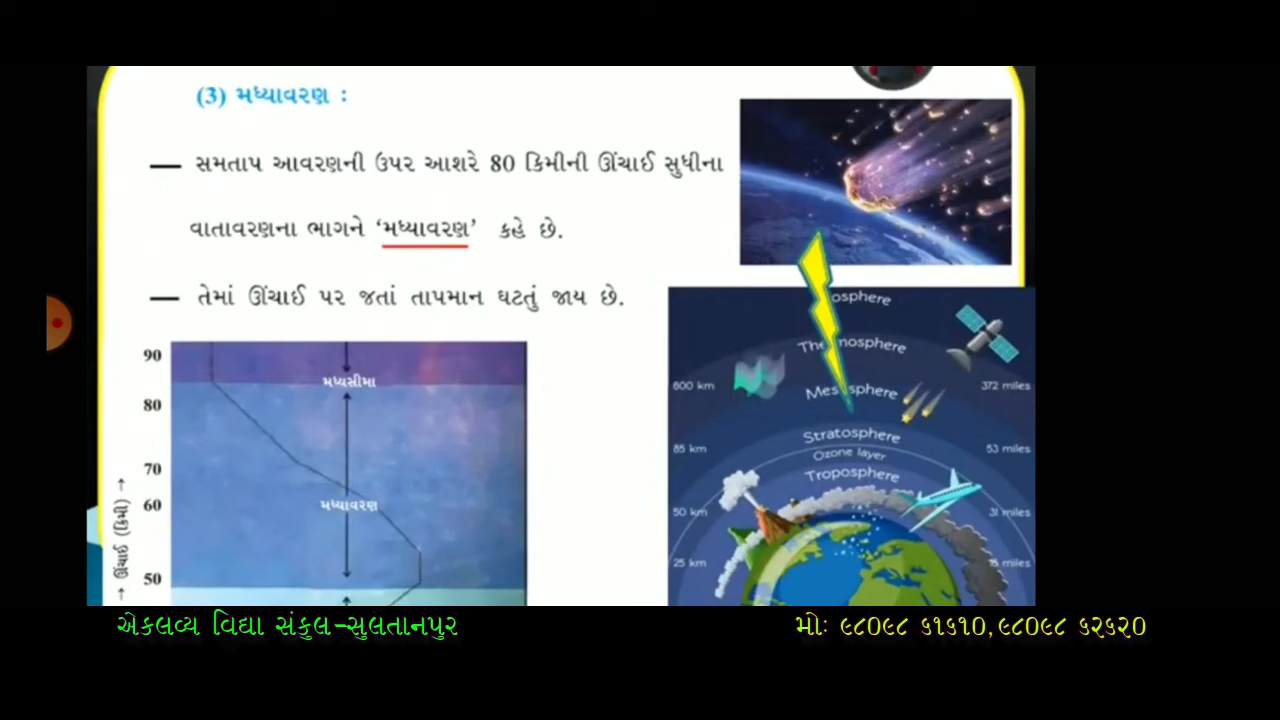 (3) મધ્યાવરણ :
— સમતાપ આવરણની ઉપર આશરે 80 કિમીની ઊંચાઈ સુધીના
વાતાવરણના ભાગને ‘મધ્યાવરણ’ કહે છે.
— તેમાં ઊંચાઈ પર જતાં તાપમાન ઘટતું જાય છે.
90
મધ્યસીમા
80
70
60
મધ્યાવરણ
50
→ ઊંચાઈ (કિમી) →
osphere
The mosphere
600 km
Mes sphere
372 miles
Stratosphere
85 km
Ozone layer
53 miles
Troposphere
50 km
31 miles
25 km
15 miles
એકલવ્ય વિદ્યા સંકુલ-સુલતાનપુર
મોઃ ૯૮૦૯૮ ૬૧૬૧૦,૯૮૦૯૮ ૬૨૬૨૦